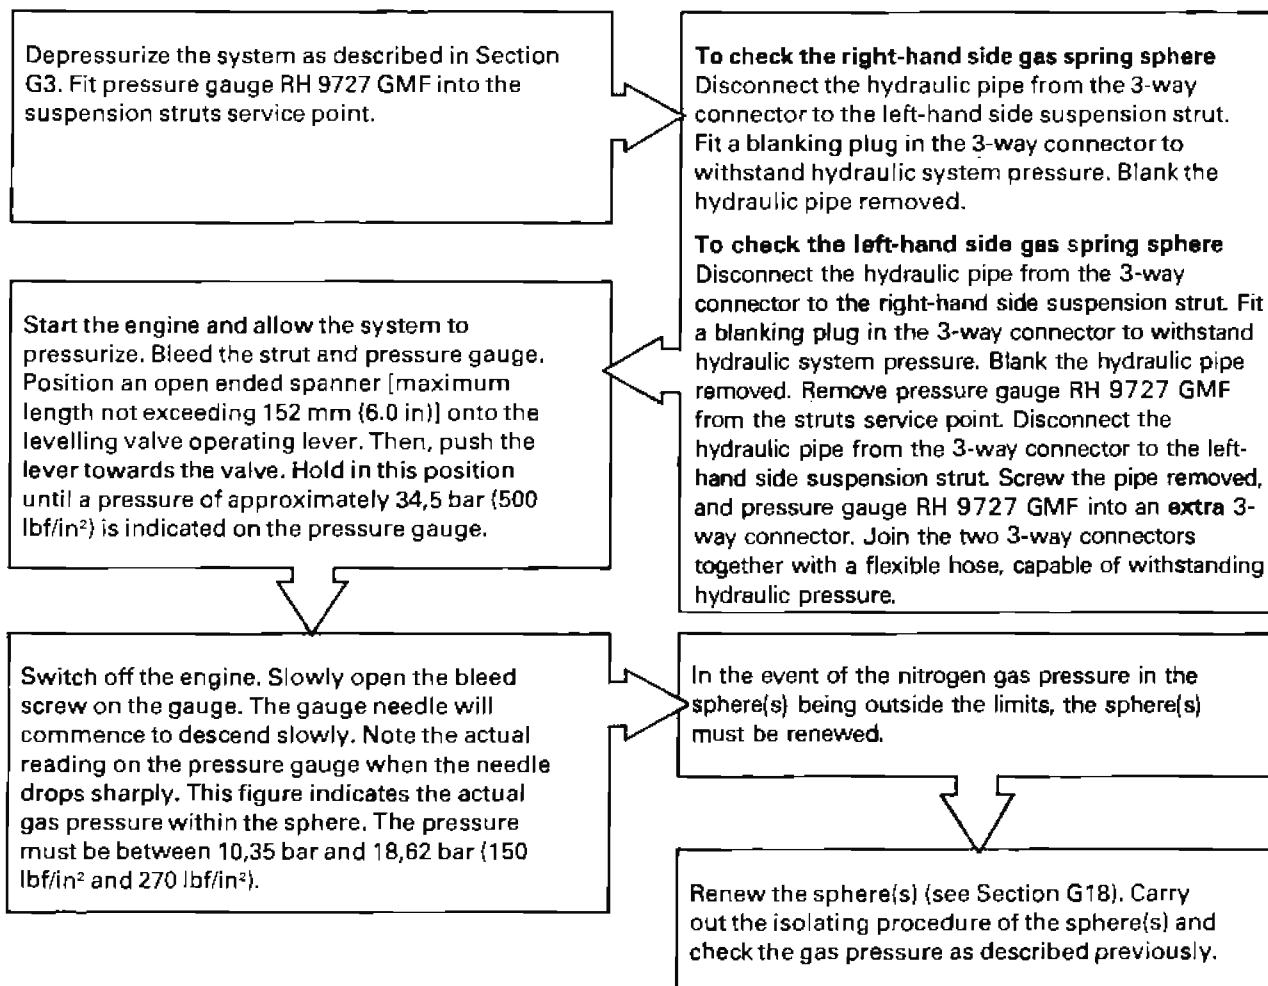 Depressurize the system as described in Section
G3. Fit pressure gauge RH 9727 GMF into the
suspension struts service point.
To check the right-hand side gas spring sphere
Disconnect the hydraulic pipe from the 3-way
connector to the left-hand side suspension strut.
Fit a blanking plug in the 3-way connector to
withstand hydraulic system pressure. Blank the
hydraulic pipe removed.
To check the left-hand side gas spring sphere
Disconnect the hydraulic pipe from the 3-way
connector to the right-hand side suspension strut. Fit
a blanking plug in the 3-way connector to withstand
hydraulic system pressure. Blank the hydraulic pipe
removed. Remove pressure gauge RH 9727 GMF
from the struts service point. Disconnect the
hydraulic pipe from the 3-way connector to the left-
hand side suspension strut. Screw the pipe removed,
and pressure gauge RH 9727 GMF into an extra 3-
way connector. Join the two 3-way connectors
together with a flexible hose, capable of withstanding
hydraulic pressure.
Start the engine and allow the system to
pressurize. Bleed the strut and pressure gauge.
Position an open ended spanner [maximum
length not exceeding 152 mm (6.0 in)] onto the
levelling valve operating lever. Then, push the
lever towards the valve. Hold in this position
until a pressure of approximately 34,5 bar (500
lbf/in²) is indicated on the pressure gauge.
Switch off the engine. Slowly open the bleed
screw on the gauge. The gauge needle will
commence to descend slowly. Note the actual
reading on the pressure gauge when the needle
drops sharply. This figure indicates the actual
gas pressure within the sphere. The pressure
must be between 10,35 bar and 18,62 bar (150
lbf/in² and 270 lbf/in²).
In the event of the nitrogen gas pressure in the
sphere(s) being outside the limits, the sphere(s)
must be renewed.
Renew the sphere(s) (see Section G18). Carry
out the isolating procedure of the sphere(s) and
check the gas pressure as described previously.